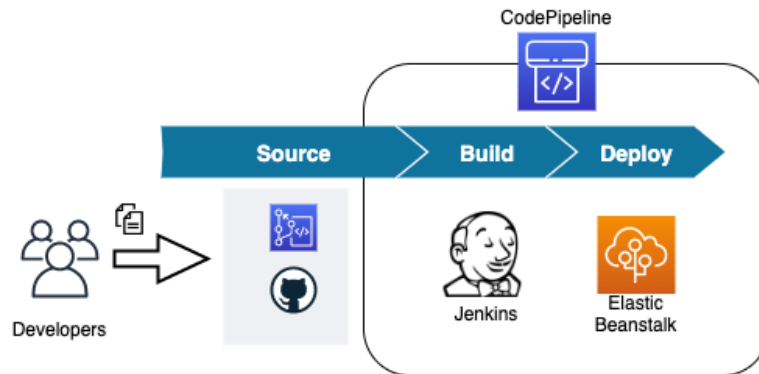 CodePipeline
</>
Source
Build
Deploy
</>
Developers
Jenkins
Elastic
Beanstalk